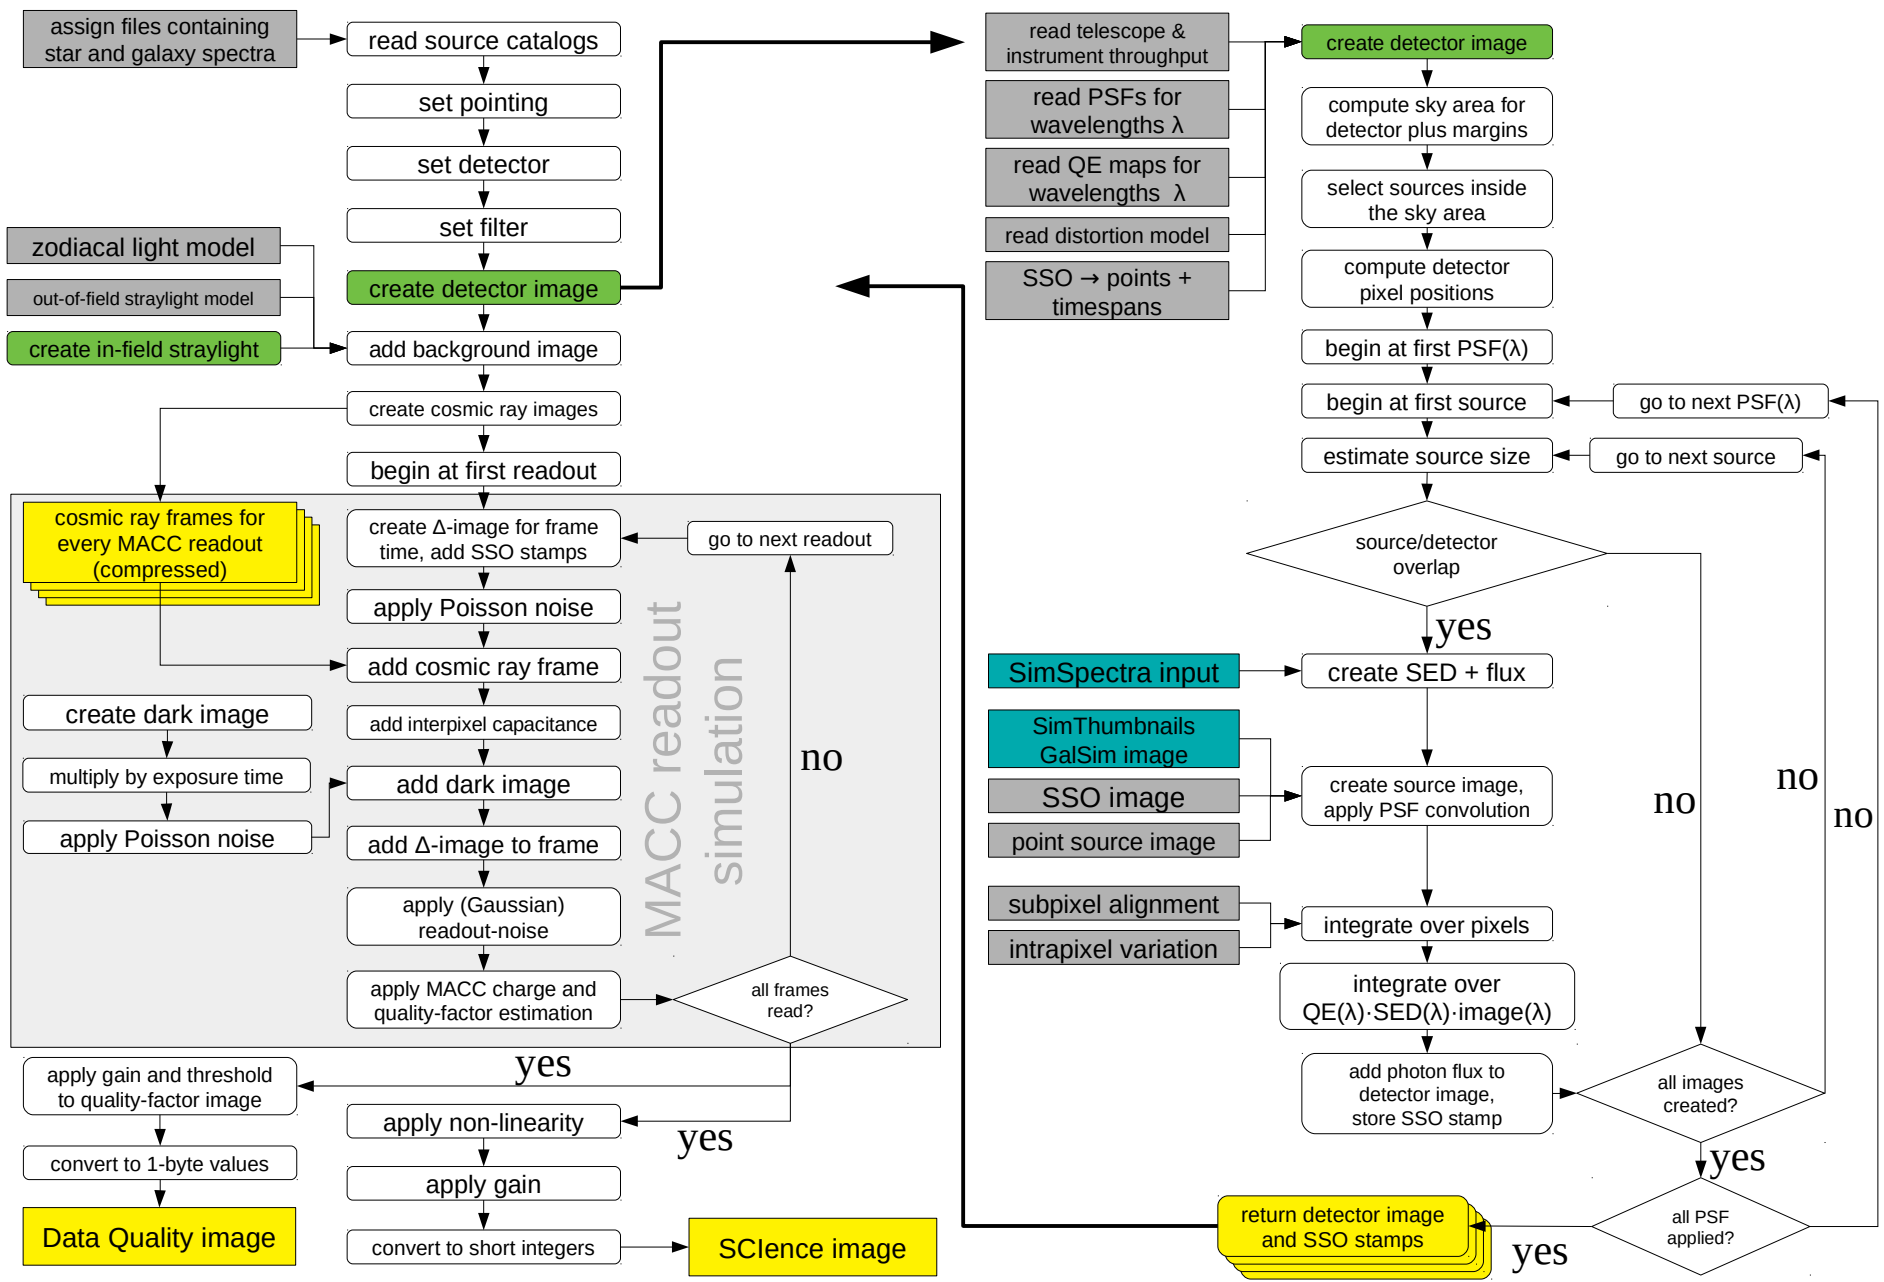 assign files containing
star and galaxy spectra
read source catalogs
set pointing
set detector
set filter
zodiacal light model
out-of-field straylight model
create in-field straylight
create detector image
add background image
create cosmic ray images
begin at first readout
cosmic ray frames for
every MACC readout
(compressed)
create Δ-image for frame
time, add SSO stamps
go to next readout
apply Poisson noise
add cosmic ray frame
add interpixel capacitance
create dark image
multiply by exposure time
apply Poisson noise
add dark image
add Δ-image to frame
apply (Gaussian)
readout-noise
apply MACC charge and
quality-factor estimation
MACC readout
simulation
no
all frames
read?
yes
yes
apply gain and threshold
to quality-factor image
convert to 1-byte values
Data Quality image
apply non-linearity
apply gain
convert to short integers
SCIence image
read telescope &
instrument throughput
read PSFs for
wavelengths λ
read QE maps for
wavelengths λ
read distortion model
SSO → points +
timespans
create detector image
compute sky area for
detector plus margins
select sources inside
the sky area
compute detector
pixel positions
begin at first PSF(λ)
begin at first source
go to next PSF(λ)
estimate source size
go to next source
source/detector
overlap
yes
no
no
no
SimSpectra input
create SED + flux
SimThumbnails
GalSim image
SSO image
point source image
create source image,
apply PSF convolution
subpixel alignment
intrapixel variation
integrate over pixels
integrate over
QE(λ)·SED(λ)·image(λ)
add photon flux to
detector image,
store SSO stamp
all images
created?
yes
all PSF
applied?
yes
return detector image
and SSO stamps